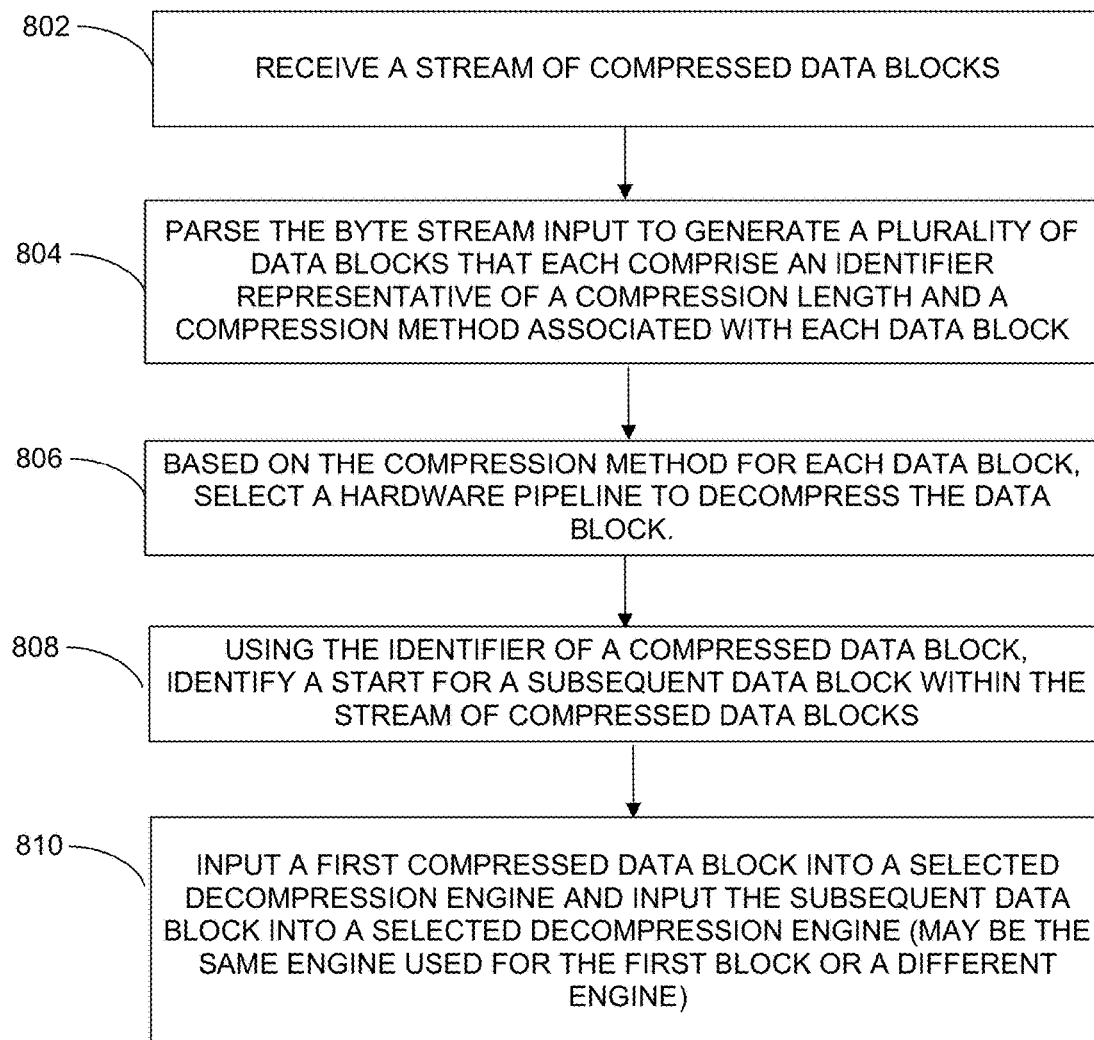 802
RECEIVE A STREAM OF COMPRESSED DATA BLOCKS
804
PARSE THE BYTE STREAM INPUT TO GENERATE A PLURALITY OF
DATA BLOCKS THAT EACH COMPRISE AN IDENTIFIER
REPRESENTATIVE OF A COMPRESSION LENGTH AND A
COMPRESSION METHOD ASSOCIATED WITH EACH DATA BLOCK
806
BASED ON THE COMPRESSION METHOD FOR EACH DATA BLOCK,
SELECT A HARDWARE PIPELINE TO DECOMPRESS THE DATA
BLOCK.
808
USING THE IDENTIFIER OF A COMPRESSED DATA BLOCK,
IDENTIFY A START FOR A SUBSEQUENT DATA BLOCK WITHIN THE
STREAM OF COMPRESSED DATA BLOCKS
810
INPUT A FIRST COMPRESSED DATA BLOCK INTO A SELECTED
DECOMPRESSION ENGINE AND INPUT THE SUBSEQUENT DATA
BLOCK INTO A SELECTED DECOMPRESSION ENGINE (MAY BE THE
SAME ENGINE USED FOR THE FIRST BLOCK OR A DIFFERENT
ENGINE)